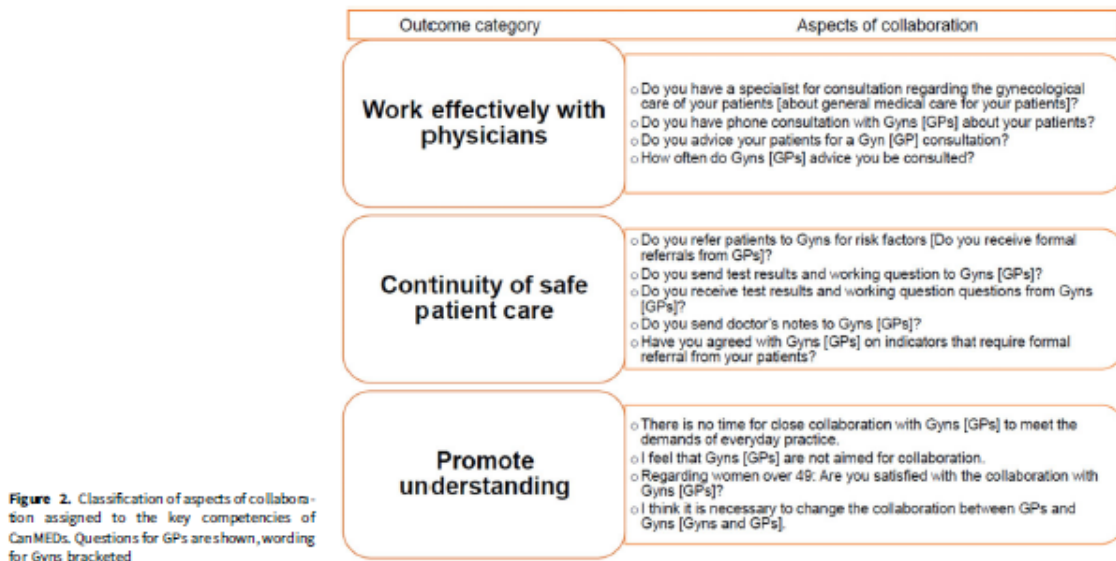 Outcome category
Aspects of collaboration
Work effectively with
physicians
○ Do you have a specialist for consultation regarding the gynecological
care of your patients [about general medical care for your patients]?
○ Do you have phone consultation with Gyns [GPs] about your patients?
○ Do you advice your patients for a Gyn [GP] consultation?
○ How often do Gyns [GPs] advice you be consulted?
Continuity of safe
patient care
○ Do you refer patients to Gyns for risk factors [Do you receive formal
referrals from GPs]?
○ Do you send test results and working question to Gyns [GPs]?
○ Do you receive test results and working question questions from Gyns
[GPs]?
○ Do you send doctor's notes to Gyns [GPs]?
○ Have you agreed with Gyns [GPs] on indicators that require formal
referral from your patients?
Promote
understanding
○ There is no time for close collaboration with Gyns [GPs] to meet the
demands of everyday practice.
○ I feel that Gyns [GPs] are not aimed for collaboration.
○ Regarding women over 49: Are you satisfied with the collaboration with
Gyns [GPs]?
○ I think it is necessary to change the collaboration between GPs and
Gyns [Gyns and GPs].
Figure 2. Classification of aspects of collabora-
tion assigned to the key competencies of
CanMEDs. Questions for GPs are shown, wording
for Gyns bracketed